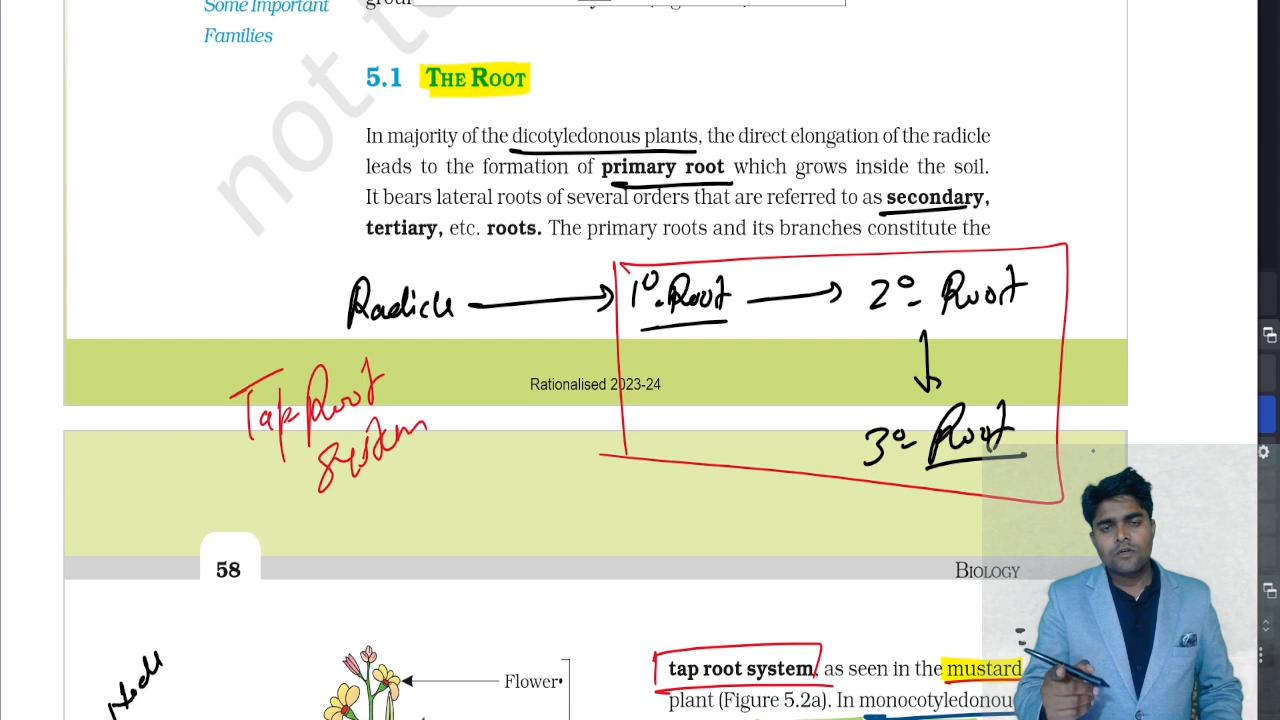 Some Important
Families
5.1 THE ROOT
In majority of the dicotyledonous plants, the direct elongation of the radicle
leads to the formation of primary root which grows inside the soil.
It bears lateral roots of several orders that are referred to as secondary,
tertiary, etc. roots. The primary roots and its branches constitute the
Radicle 1º- Root 2º- Root
3º- Root
Tap Root
System
not t
Rationalised 2023-24
58
BIOLOGY
Flower
tap root system, as seen in the mustard
plant (Figure 5.2a). In monocotyledonou